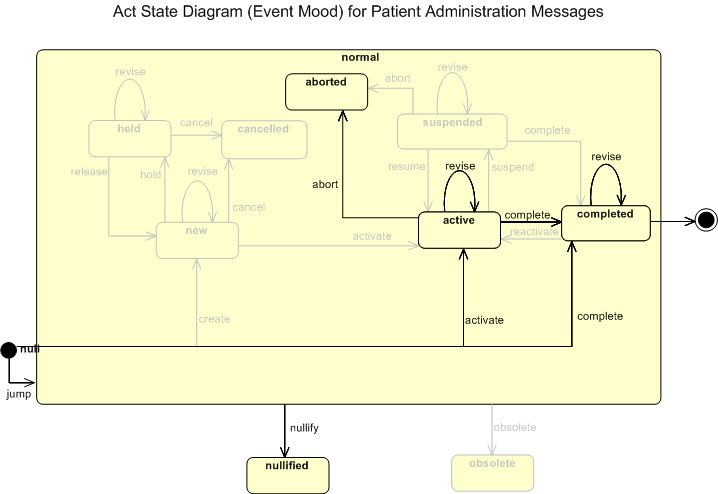 Act State Diagram (Event Mood) for Patient Administration Messages
normal
revise
held
cancel
cancelled
aborted
abort
revise
suspended
complete
release
hold
revise
cancel
new
abort
resume
revise
suspend
active
complete
reactivate
revise
completed
activate
create
activate
complete
null
jump
nullify
nullified
obsolete
obsolete